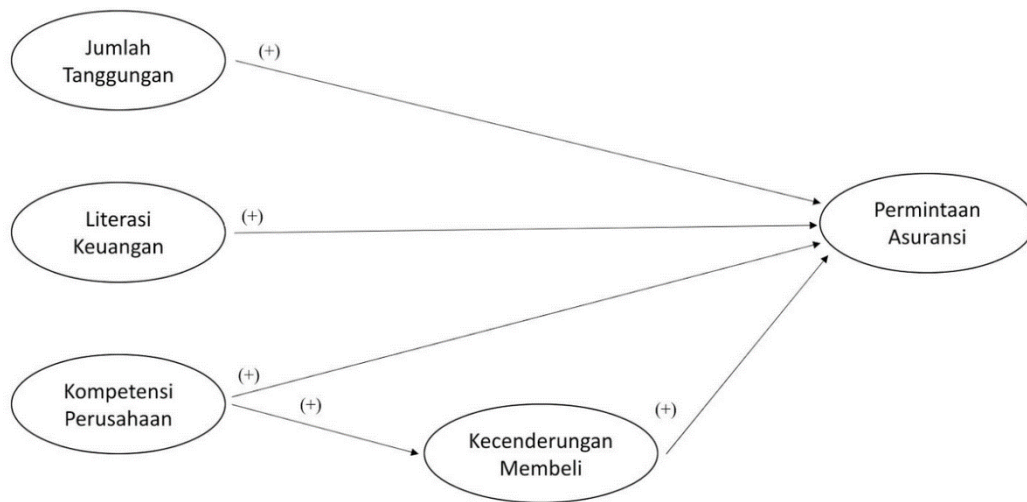 Jumlah
Tanggungan
(+)
Literasi
Keuangan
(+)
Permintaan
Asuransi
Kompetensi
Perusahaan
(+)
(+)
Kecenderungan
Membeli
(+)